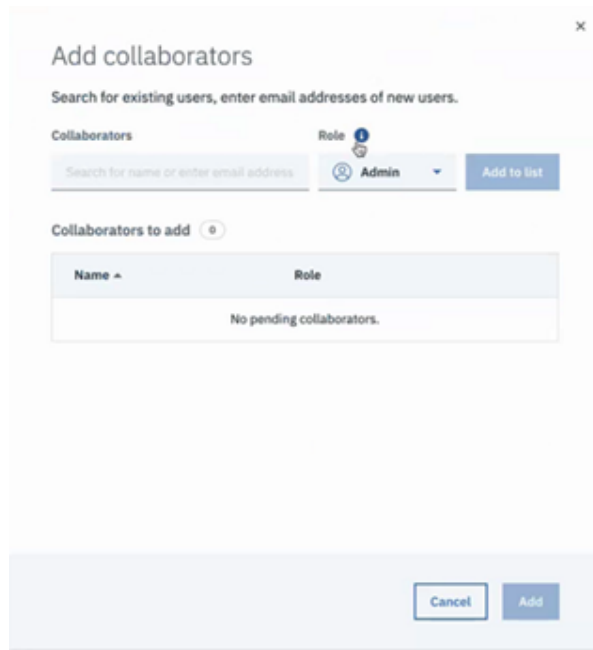 Add collaborators
Search for existing users, enter email addresses of new users.
Collaborators
Role
Search for name or enter email address
Admin
Add to list
Collaborators to add 0
Name Role
No pending collaborators.
Cancel Add